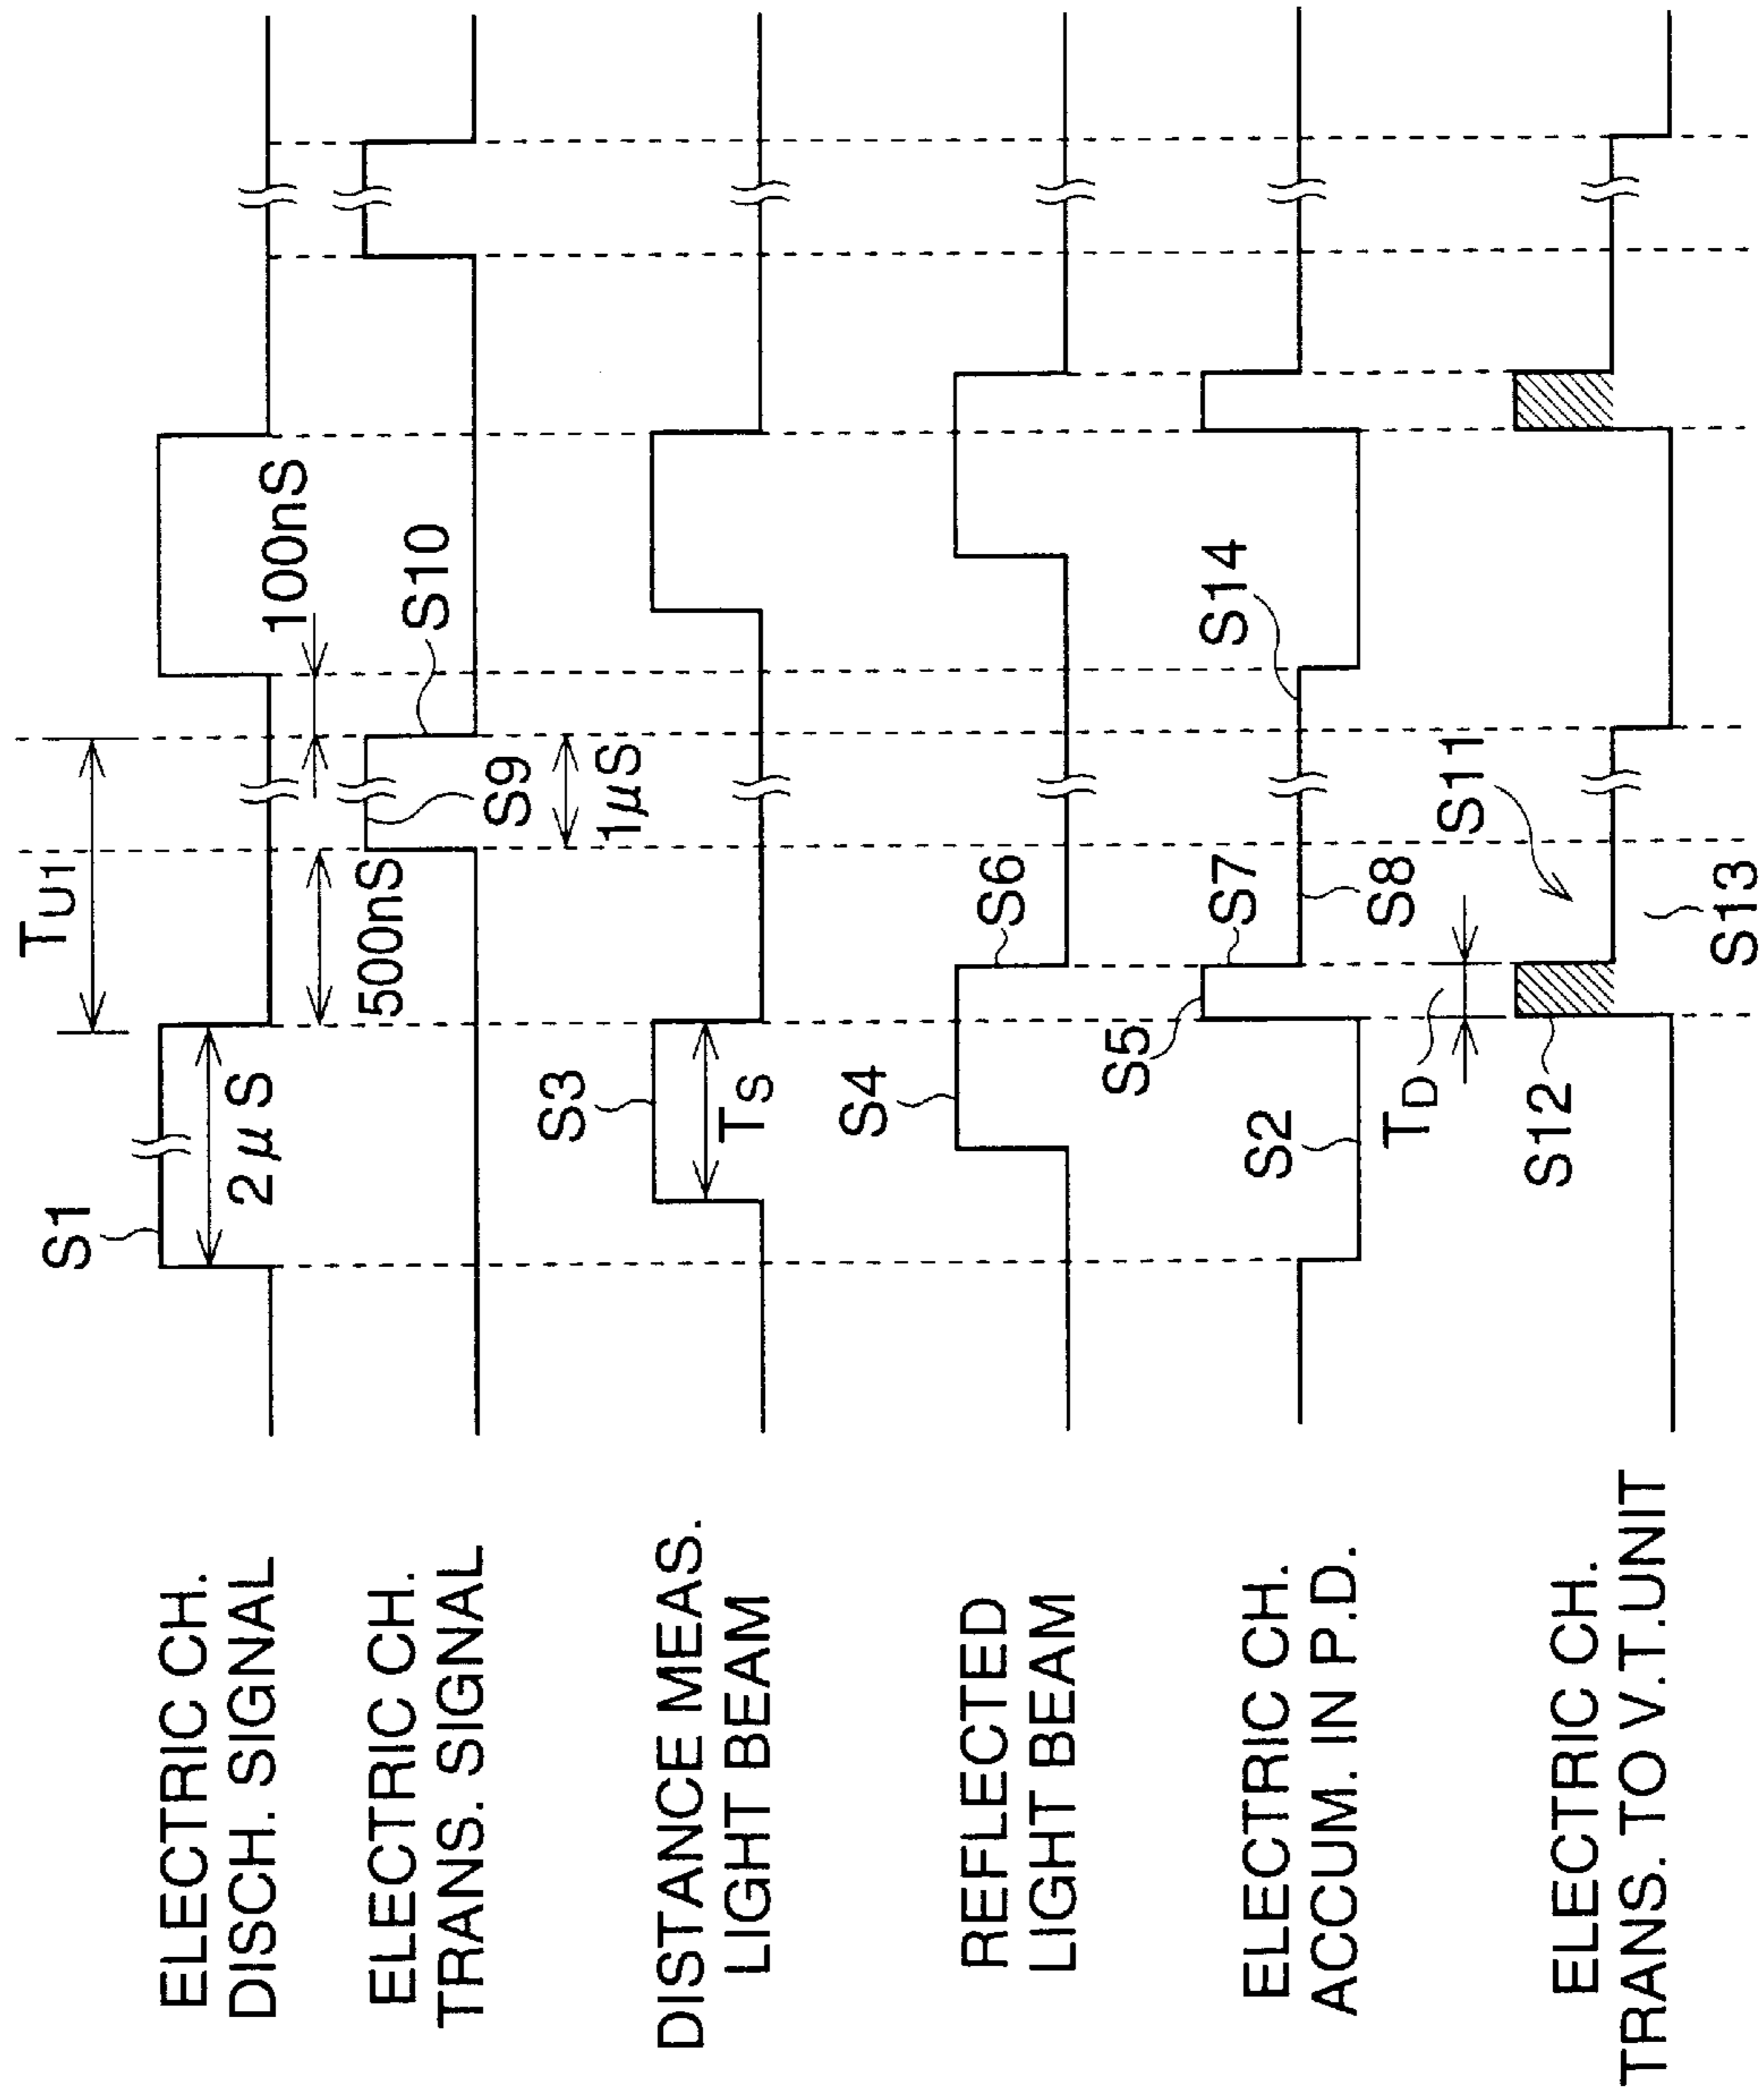 ELECTRIC CH.
DISCH. SIGNAL
S1
2μS
TU1
ELECTRIC CH.
TRANS. SIGNAL
500nS
S9
S10
100nS
1μS
DISTANCE MEAS.
LIGHT BEAM
S3
TS
REFLECTED
LIGHT BEAM
S4
S6
ELECTRIC CH.
ACCUM. IN P.D.
S2
S5
S7
S8
S14
ELECTRIC CH.
TRANS. TO V.T.UNIT
TD
S12
S11
S13